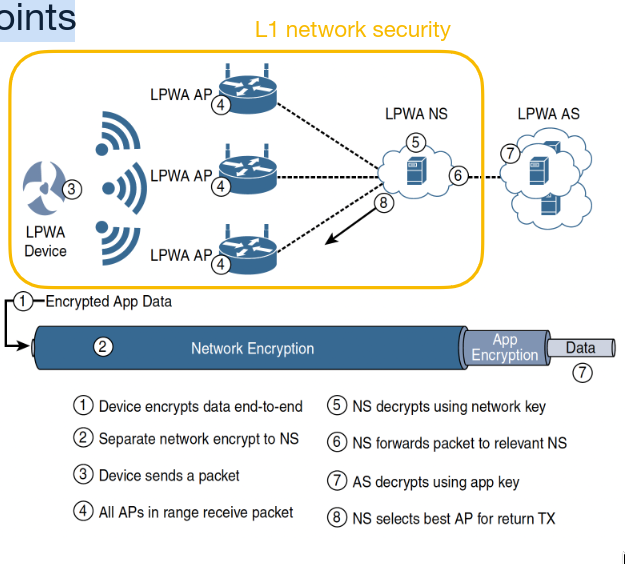 oints
L1 network security
LPWA AP
4
LPWA NS
LPWA AS
5
7
3
LPWA AP
4
6
8
LPWA
Device
LPWA AP
4
1 Encrypted App Data
2 Network Encryption
App
Encryption
Data
7
1 Device encrypts data end-to-end
2 Separate network encrypt to NS
3 Device sends a packet
4 All APs in range receive packet
5 NS decrypts using network key
6 NS forwards packet to relevant NS
7 AS decrypts using app key
8 NS selects best AP for return TX